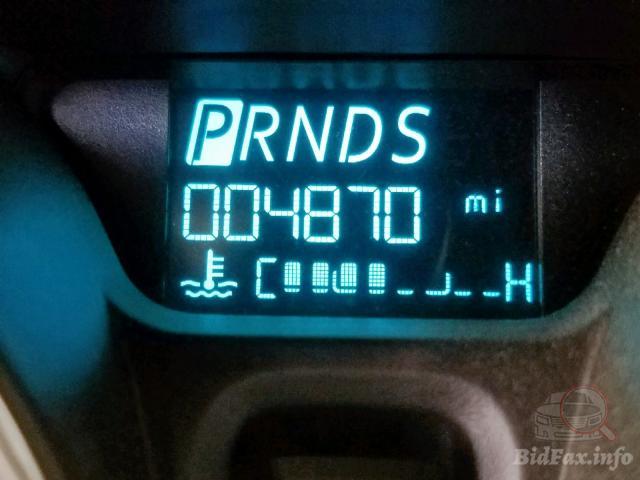 PRNDS
004870 mi
C H
BidFax.info